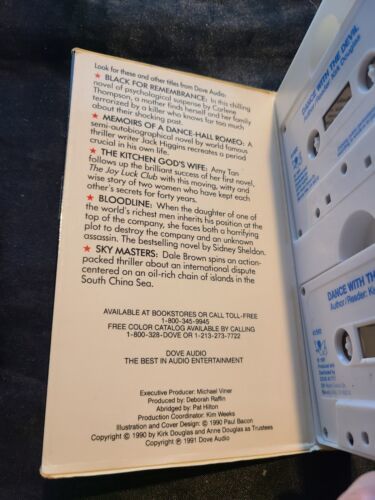 Look for these and other titles from Dove Audio:
★ BLACK FOR REMEMBRANCE: In this chilling
novel of psychological suspense by Carlene
Thompson, a mother finds herself and her family
terrorized by a killer who knows far too much
about their shocking past.
★ MEMOIRS OF A DANCE-HALL ROMEO: A
semi-autobiographical novel by world famous
thriller writer Jack Higgins recreates a period
crucial in his own life.
★ THE KITCHEN GOD'S WIFE: Amy Tan
follows up the brilliant success of her first novel,
The Joy Luck Club with this moving, witty and
wise story of two women who have kept each
other's secrets for forty years.
★ BLOODLINE: When the daughter of one of
the world's richest men inherits his position at the
top of the company, she faces both a horrifying
plot to destroy the company and an unknown
assassin. The bestselling novel by Sidney Sheldon.
★ SKY MASTERS: Dale Brown spins an action-
packed thriller about an international dispute
centered on an oil-rich chain of islands in the
South China Sea.
AVAILABLE AT BOOKSTORES OR CALL TOLL-FREE
1-800-345-9945
FREE COLOR CATALOG AVAILABLE BY CALLING
1-800-328-DOVE or 1-213-273-7722
DOVE AUDIO
THE BEST IN AUDIO ENTERTAINMENT
Executive Producer: Michael Viner
Produced by: Deborah Raffin
Abridged by: Pat Hilton
Production Coordinator: Kim Weeks
Illustration and Cover Design: © 1990 Paul Bacon
Copyright © 1990 by Kirk Douglas and Anne Douglas as Trustees
Copyright Ⓟ 1991 Dove Audio
DANCE WITH THE DEVIL
Author/Reader: Kirk Douglas
DANCE WITH THE
Author/Reader: Kir